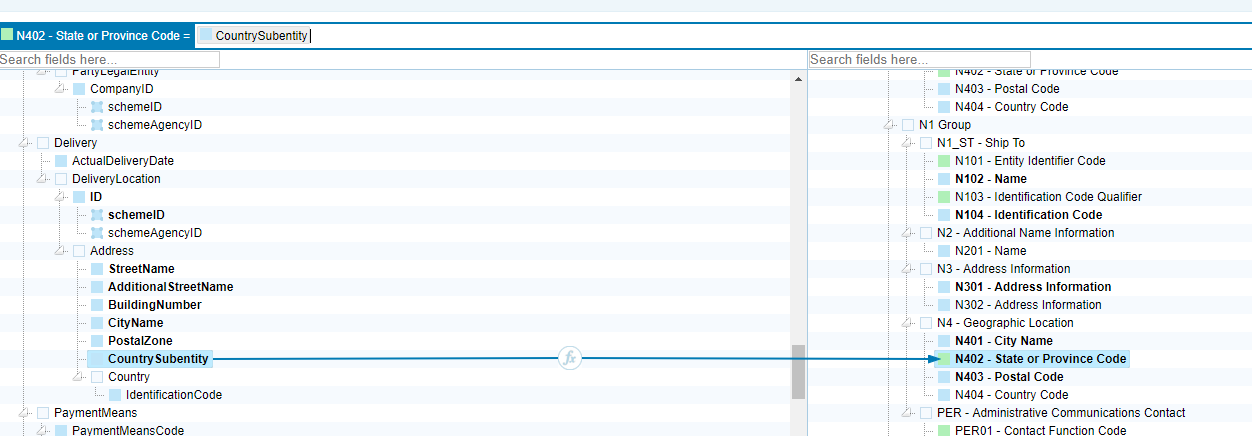 N402 - State or Province Code = CountrySubentity
Search fields here...
PartyLegalEntity
CompanyID
schemeID
schemeAgencyID
Delivery
ActualDeliveryDate
DeliveryLocation
ID
schemeID
schemeAgencyID
Address
StreetName
AdditionalStreetName
BuildingNumber
CityName
PostalZone
CountrySubentity
Country
IdentificationCode
PaymentMeans
PaymentMeansCode
fx
Search fields here...
N402 - State or Province Code
N403 - Postal Code
N404 - Country Code
N1 Group
N1_ST - Ship To
N101 - Entity Identifier Code
N102 - Name
N103 - Identification Code Qualifier
N104 - Identification Code
N2 - Additional Name Information
N201 - Name
N3 - Address Information
N301 - Address Information
N302 - Address Information
N4 - Geographic Location
N401 - City Name
N402 - State or Province Code
N403 - Postal Code
N404 - Country Code
PER - Administrative Communications Contact
PER01 - Contact Function Code